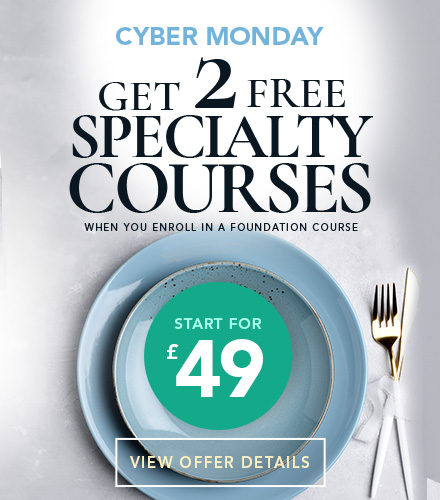 CYBER MONDAY
GET 2 FREE
SPECIALTY
COURSES
WHEN YOU ENROLL IN A FOUNDATION COURSE
START FOR
£49
VIEW OFFER DETAILS